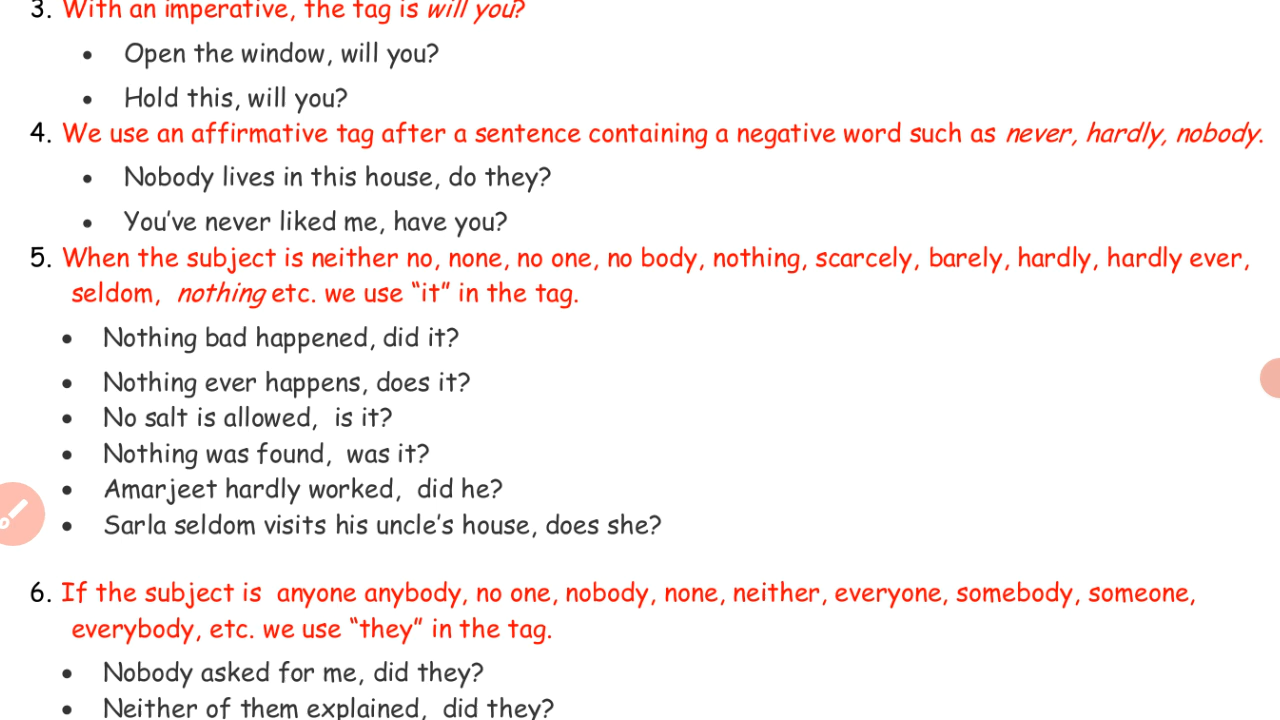 3. With an imperative, the tag is will you?
• Open the window, will you?
• Hold this, will you?
4. We use an affirmative tag after a sentence containing a negative word such as never, hardly, nobody.
• Nobody lives in this house, do they?
• You’ve never liked me, have you?
5. When the subject is neither no, none, no one, no body, nothing, scarcely, barely, hardly, hardly ever,
seldom, nothing etc. we use “it” in the tag.
• Nothing bad happened, did it?
• Nothing ever happens, does it?
• No salt is allowed, is it?
• Nothing was found, was it?
• Amarjeet hardly worked, did he?
• Sarla seldom visits his uncle’s house, does she?
6. If the subject is anyone anybody, no one, nobody, none, neither, everyone, somebody, someone,
everybody, etc. we use “they” in the tag.
• Nobody asked for me, did they?
• Neither of them explained, did they?